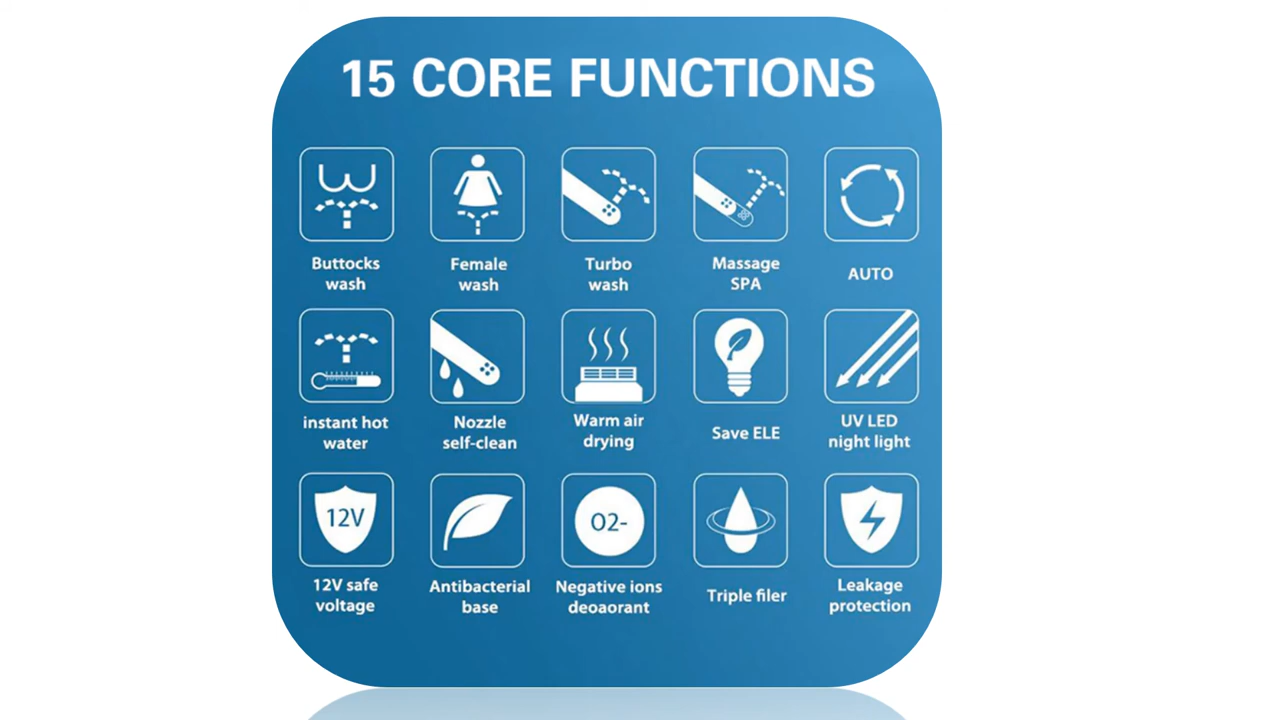 15 CORE FUNCTIONS
Buttocks
wash
Female
wash
Turbo
wash
Massage
SPA
AUTO
instant hot
water
Nozzle
self-clean
Warm air
drying
Save ELE
UV LED
night light
12V
12V safe
voltage
Antibacterial
base
O2-
Negative ions
deoaorant
Triple filer
Leakage
protection